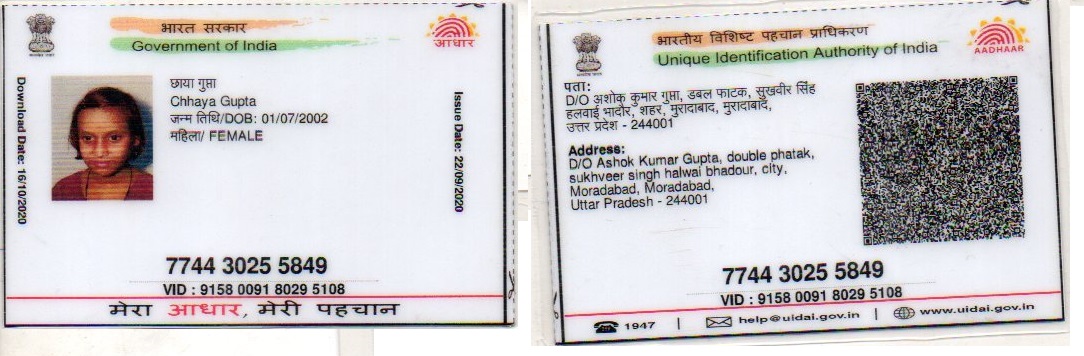 भारत सरकार
Government of India
आधार
Download Date: 16/10/2020
छाया गुप्ता
Chhaya Gupta
जन्म तिथि/DOB: 01/07/2002
महिला/ FEMALE
Issue Date: 22/09/2020
7744 3025 5849
VID : 9158 0091 8029 5108
मेरा आधार, मेरी पहचान
भारतीय विशिष्ट पहचान प्राधिकरण
Unique Identification Authority of India
AADHAAR
पता:
D/O अशोक कुमार गुप्ता, डबल फाटक, सुखवीर सिंह
हलवाई भादौर, शहर, मुरादाबाद, मुरादाबाद,
उत्तर प्रदेश - 244001
Address:
D/O Ashok Kumar Gupta, double phatak,
sukhveer singh halwai bhadour, city,
Moradabad, Moradabad,
Uttar Pradesh - 244001
7744 3025 5849
VID : 9158 0091 8029 5108
1947 | help@uidai.gov.in | www.uidai.gov.in